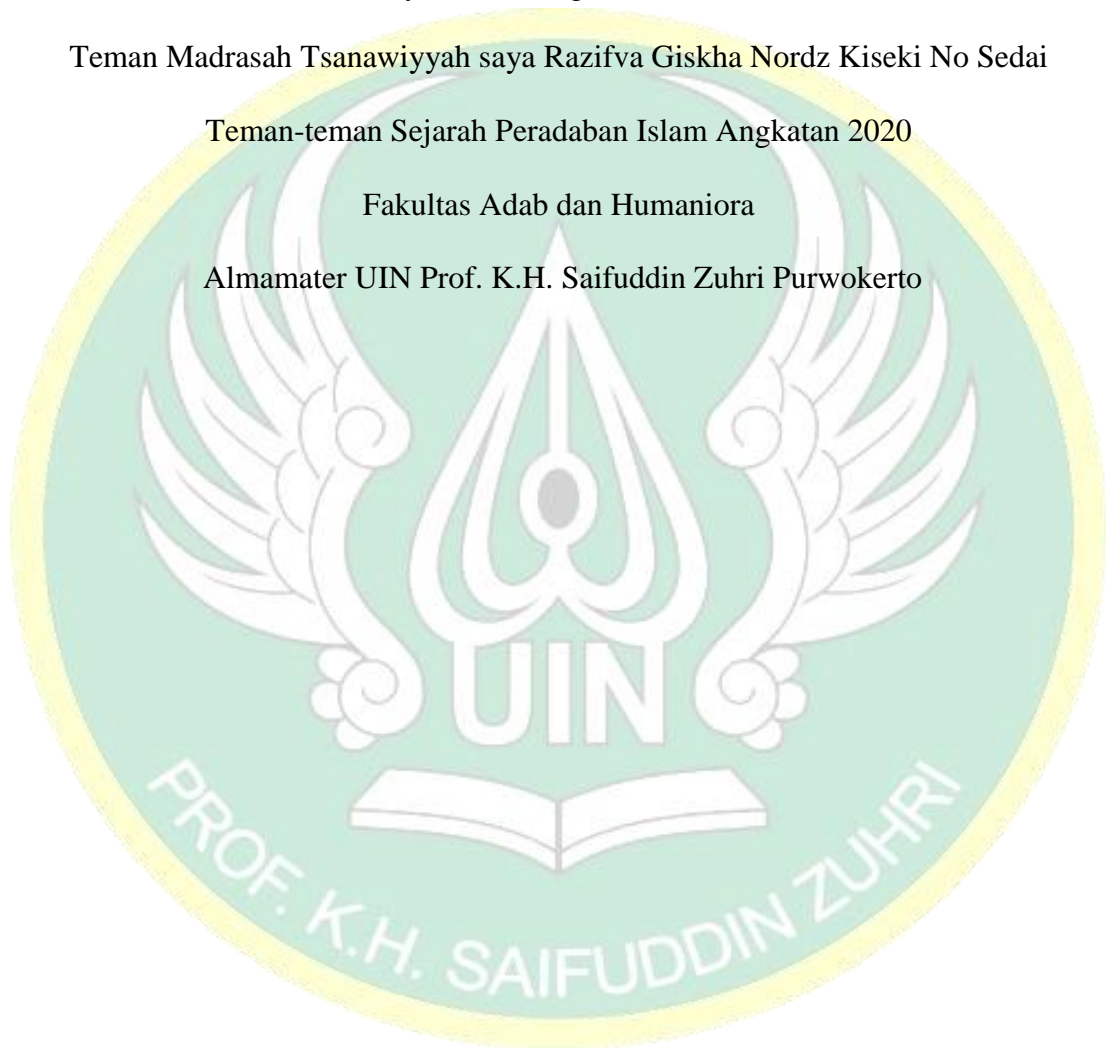 Teman Madrasah Tsanawiyyah saya Razifva Giskha Nordz Kiseki No Sedai
Teman-teman Sejarah Peradaban Islam Angkatan 2020
Fakultas Adab dan Humaniora
Almamater UIN Prof. K.H. Saifuddin Zuhri Purwokerto
UIN
PROF. K.H. SAIFUDDIN ZUHRI